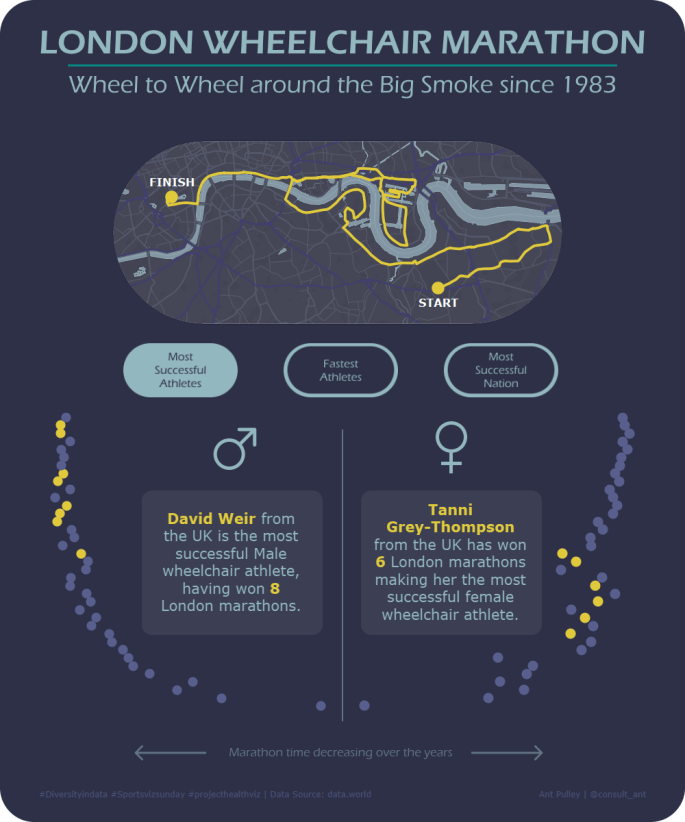 LONDON WHEELCHAIR MARATHON
Wheel to Wheel around the Big Smoke since 1983
FINISH
START
Most
Successful
Athletes
Fastest
Athletes
Most
Successful
Nation
David Weir from
the UK is the most
successful Male
wheelchair athlete,
having won 8
London marathons.
Tanni
Grey-Thompson
from the UK has won
6 London marathons
making her the most
successful female
wheelchair athlete.
Marathon time decreasing over the years
#Diversityindata #Sportsvizsunday #projecthealthviz | Data Source: data.world
Ant Pulley | @consult_ant